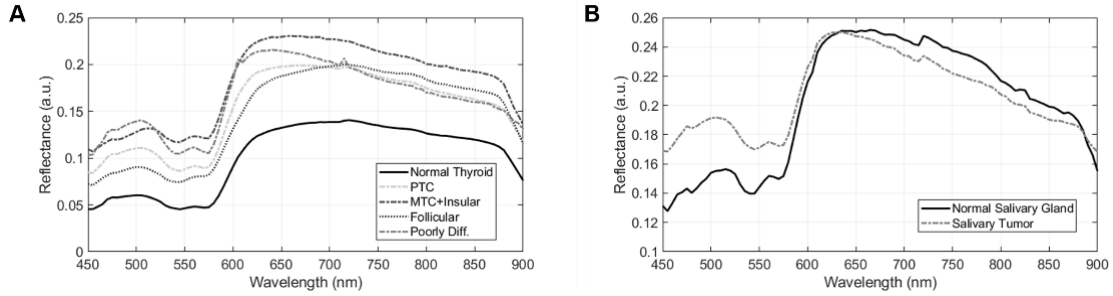 A
0.25
0.2
0.15
0.1
0.05
0
Reflectance (a.u.)
450 500 550 600 650 700 750 800 850 900
Wavelength (nm)
Normal Thyroid
PTC
MTC+Insular
Follicular
Poorly Diff.
B
0.26
0.24
0.22
0.2
0.18
0.16
0.14
0.12
0.1
Reflectance (a.u.)
450 500 550 600 650 700 750 800 850 900
Wavelength (nm)
Normal Salivary Gland
Salivary Tumor